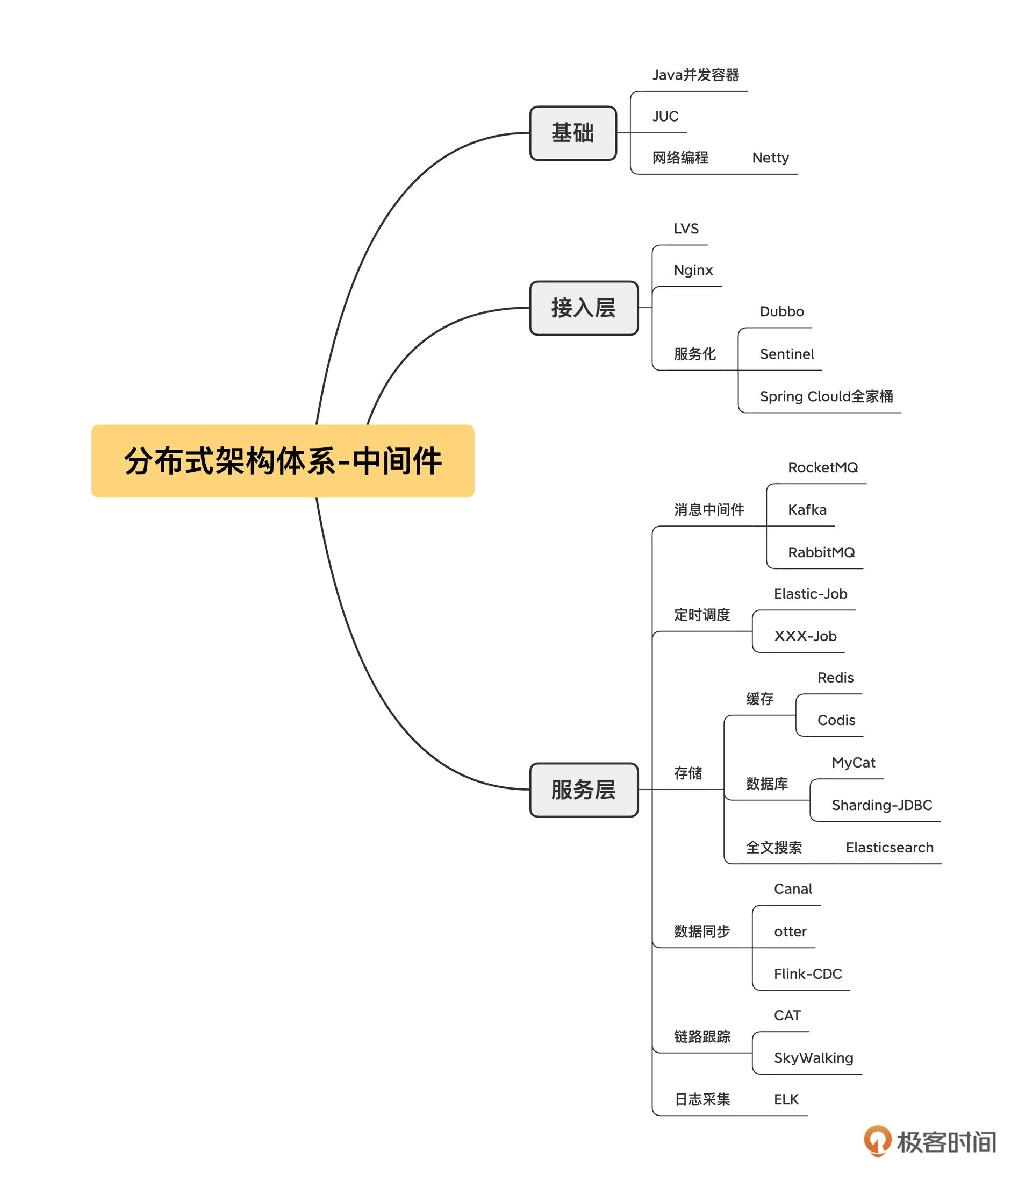 Java并发容器
基础
JUC
网络编程 Netty
LVS
Nginx
接入层
Dubbo
服务化
Sentinel
Spring Clould全家桶
分布式架构体系-中间件
RocketMQ
消息中间件
Kafka
RabbitMQ
Elastic-Job
定时调度
XXX-Job
Redis
缓存
Codis
MyCat
存储
数据库
服务层
Sharding-JDBC
全文搜索 Elasticsearch
Canal
数据同步
otter
Flink-CDC
CAT
链路跟踪
SkyWalking
日志采集 ELK
极客时间